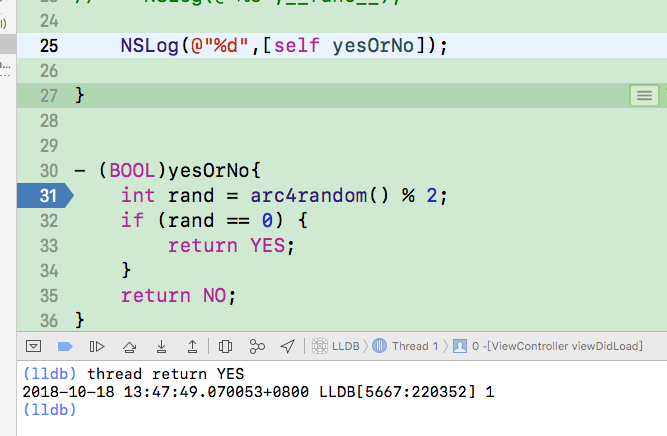 24
25 NSLog(@"%d",[self yesOrNo]);
26
27 }
28
29
30 - (BOOL)yesOrNo{
31 int rand = arc4random() % 2;
32 if (rand == 0) {
33 return YES;
34 }
35 return NO;
36 }
LLDB Thread 1 0 -[ViewController viewDidLoad]
(lldb) thread return YES
2018-10-18 13:47:49.070053+0800 LLDB[5667:220352] 1
(lldb)